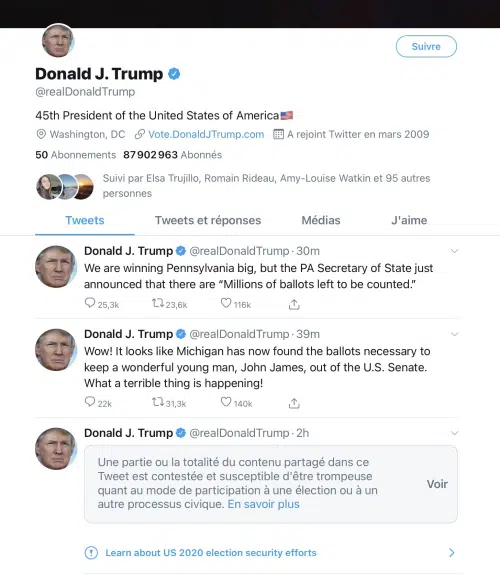 Suivre
Donald J. Trump
@realDonaldTrump
45th President of the United States of America🇺🇸
Washington, DC Vote.DonaldJTrump.com A rejoint Twitter en mars 2009
50 Abonnements 87 902 963 Abonnés
Suivi par Elsa Trujillo, Romain Rideau, Amy-Louise Watkin et 95 autres
personnes
Tweets Tweets et réponses Médias J'aime
Donald J. Trump @realDonaldTrump · 30m
We are winning Pennsylvania big, but the PA Secretary of State just
announced that there are “Millions of ballots left to be counted.”
25,3k 23,6k 116k
Donald J. Trump @realDonaldTrump · 39m
Wow! It looks like Michigan has now found the ballots necessary to
keep a wonderful young man, John James, out of the U.S. Senate.
What a terrible thing is happening!
22k 31,3k 140k
Donald J. Trump @realDonaldTrump · 2h
Une partie ou la totalité du contenu partagé dans ce
Tweet est contestée et susceptible d'être trompeuse
quant au mode de participation à une élection ou à un
autre processus civique. En savoir plus
Voir
Learn about US 2020 election security efforts